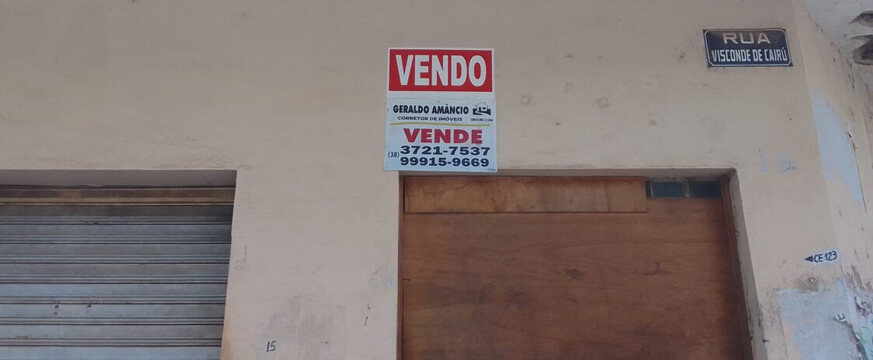 VENDO
GERALDO AMÂNCIO
CORRETOR DE IMÓVEIS
VENDE
(38) 3721-7537
99915-9669
RUA
VISCONDE DE CAIRÚ
CE 123
15